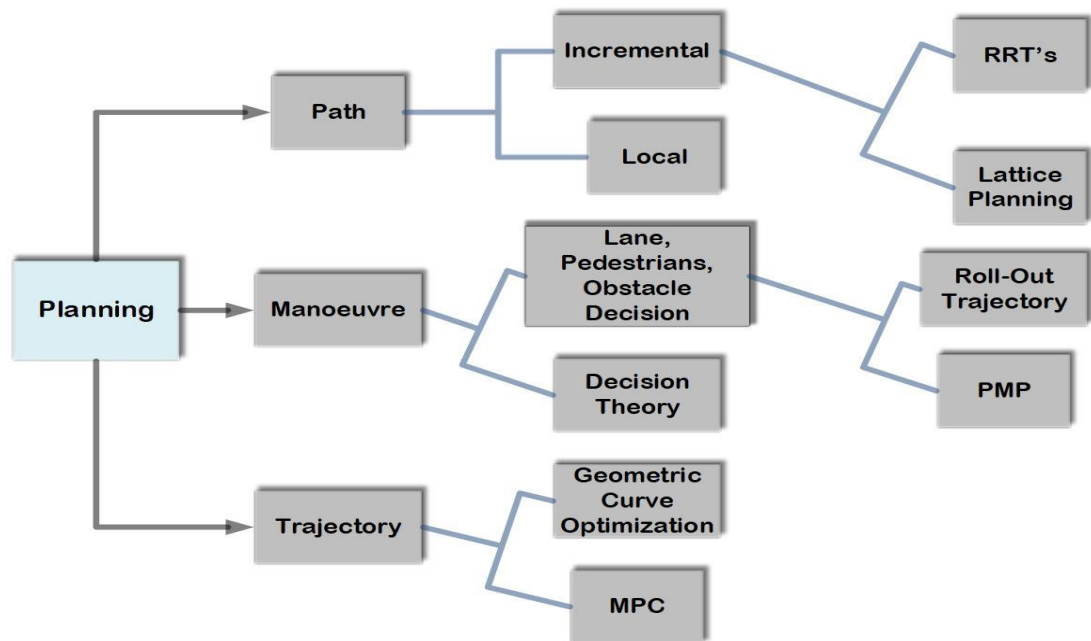 Planning
Path
Incremental
Local
RRT's
Lattice
Planning
Manoeuvre
Lane,
Pedestrians,
Obstacle
Decision
Decision
Theory
Roll-Out
Trajectory
PMP
Trajectory
Geometric
Curve
Optimization
MPC